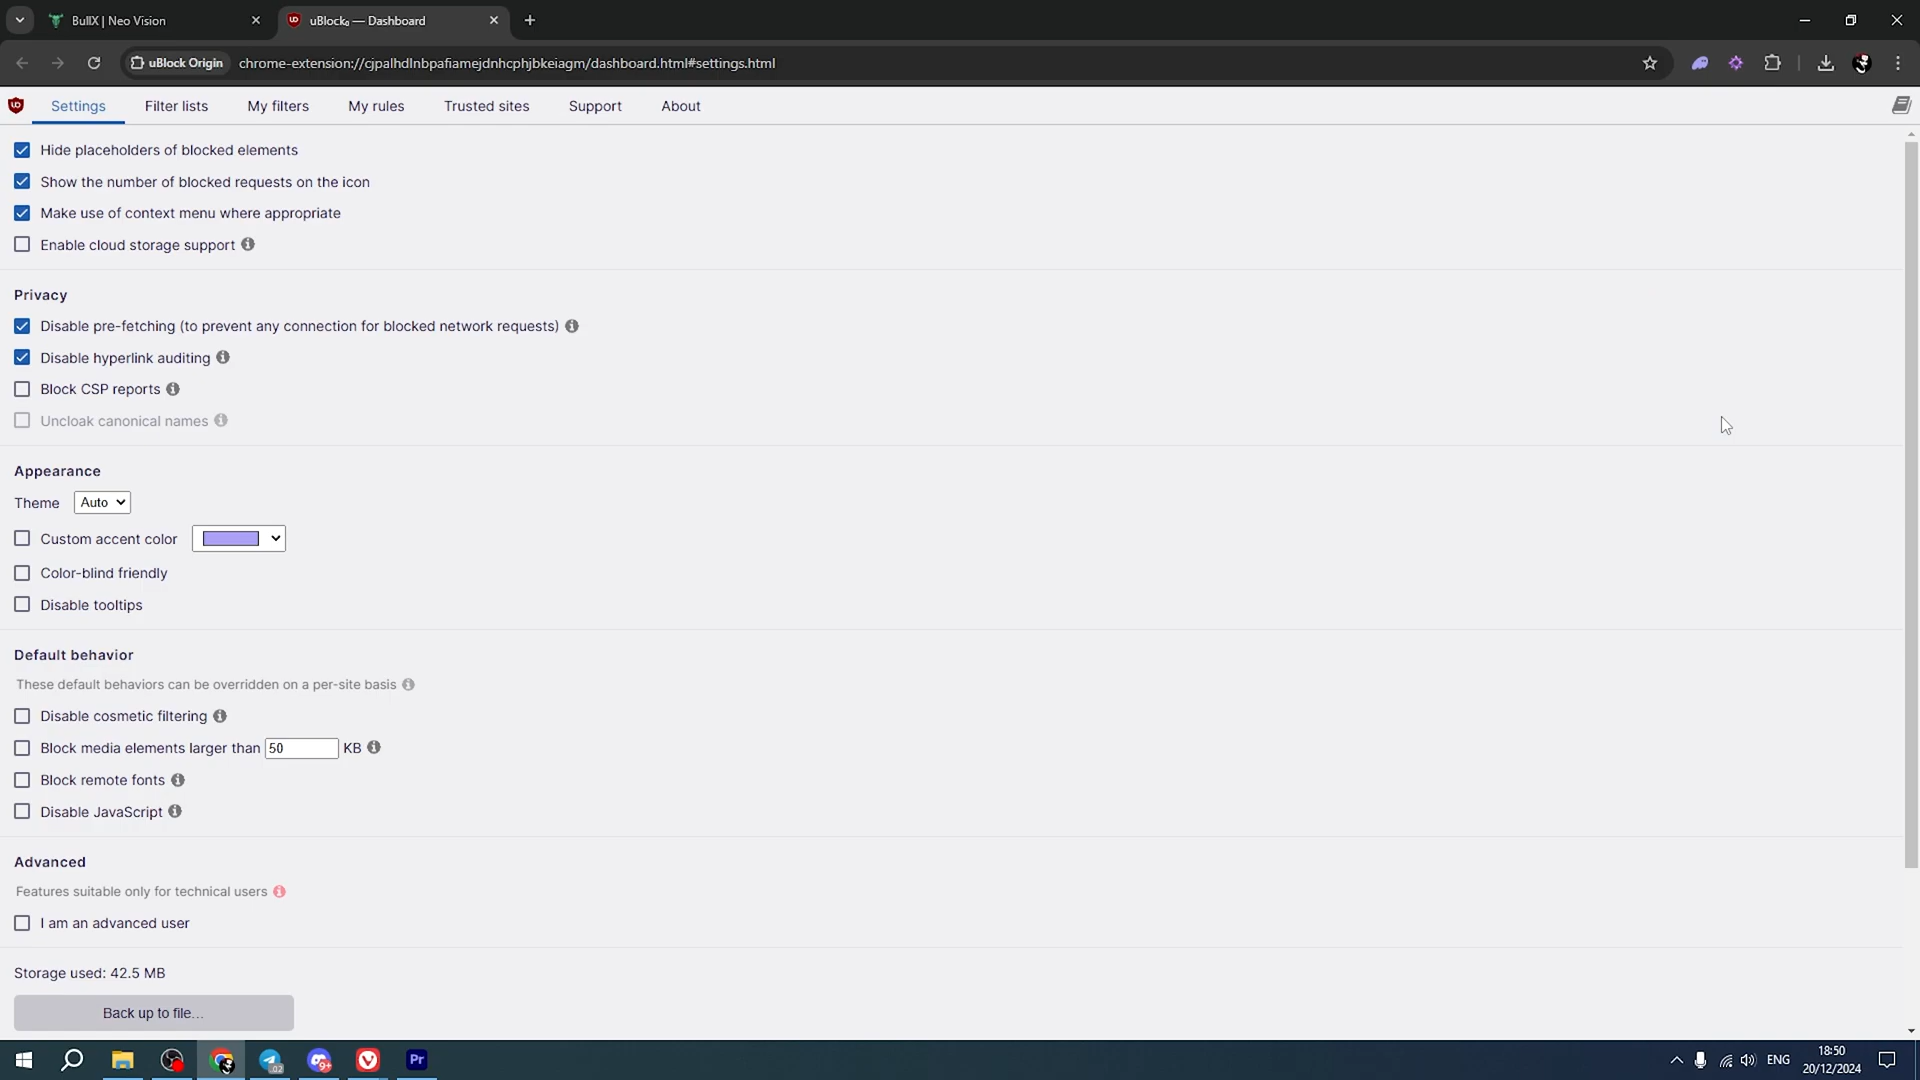 BullX | Neo Vision
uBlock₀ — Dashboard
uBlock Origin
chrome-extension://cjpalhdlnbpafiamejdnhcphjbkeiagm/dashboard.html#settings.html
Settings
Filter lists
My filters
My rules
Trusted sites
Support
About
Hide placeholders of blocked elements
Show the number of blocked requests on the icon
Make use of context menu where appropriate
Enable cloud storage support
Privacy
Disable pre-fetching (to prevent any connection for blocked network requests)
Disable hyperlink auditing
Block CSP reports
Uncloak canonical names
Appearance
Theme Auto
Custom accent color
Color-blind friendly
Disable tooltips
Default behavior
These default behaviors can be overridden on a per-site basis
Disable cosmetic filtering
Block media elements larger than 50 KB
Block remote fonts
Disable JavaScript
Advanced
Features suitable only for technical users
I am an advanced user
Storage used: 42.5 MB
Back up to file…
02
9+
Pr
ENG
18:50
20/12/2024